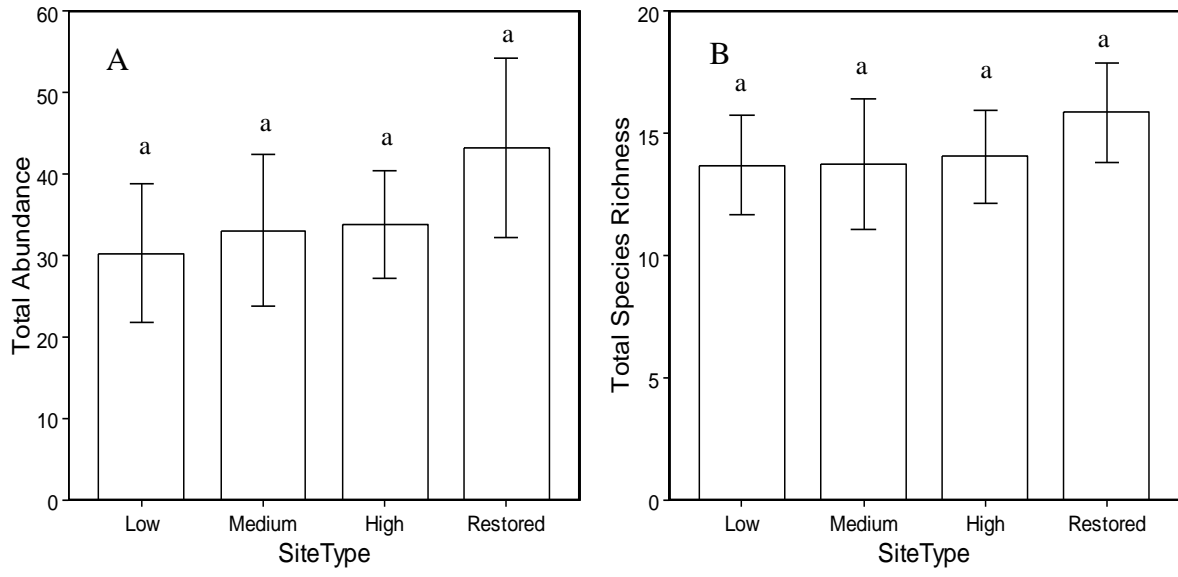 A
Total Abundance
60
50
40
30
20
10
0
a
a
a
a
Low Medium High Restored
SiteType
B
Total Species Richness
20
15
10
5
0
a
a
a
a
Low Medium High Restored
SiteType